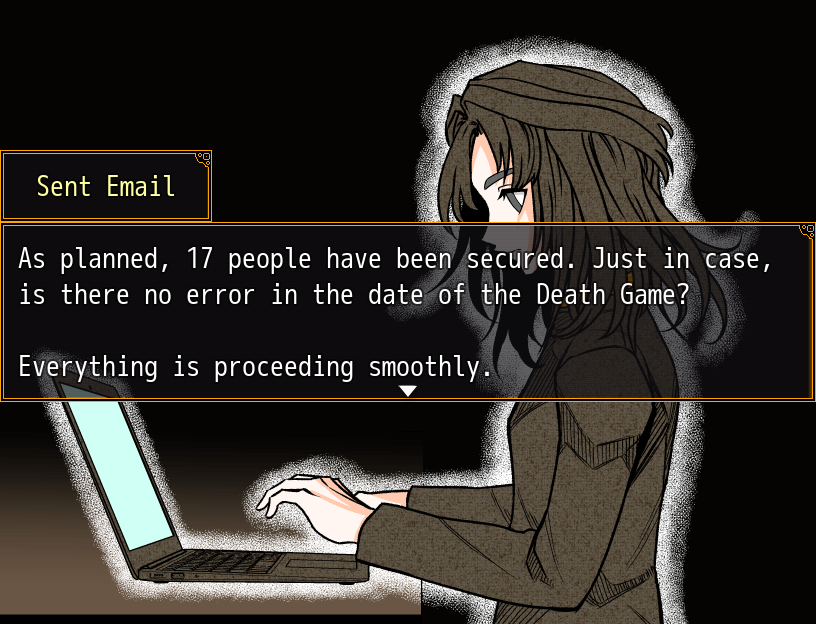 Sent Email
As planned, 17 people have been secured. Just in case,
is there no error in the date of the Death Game?
Everything is proceeding smoothly.